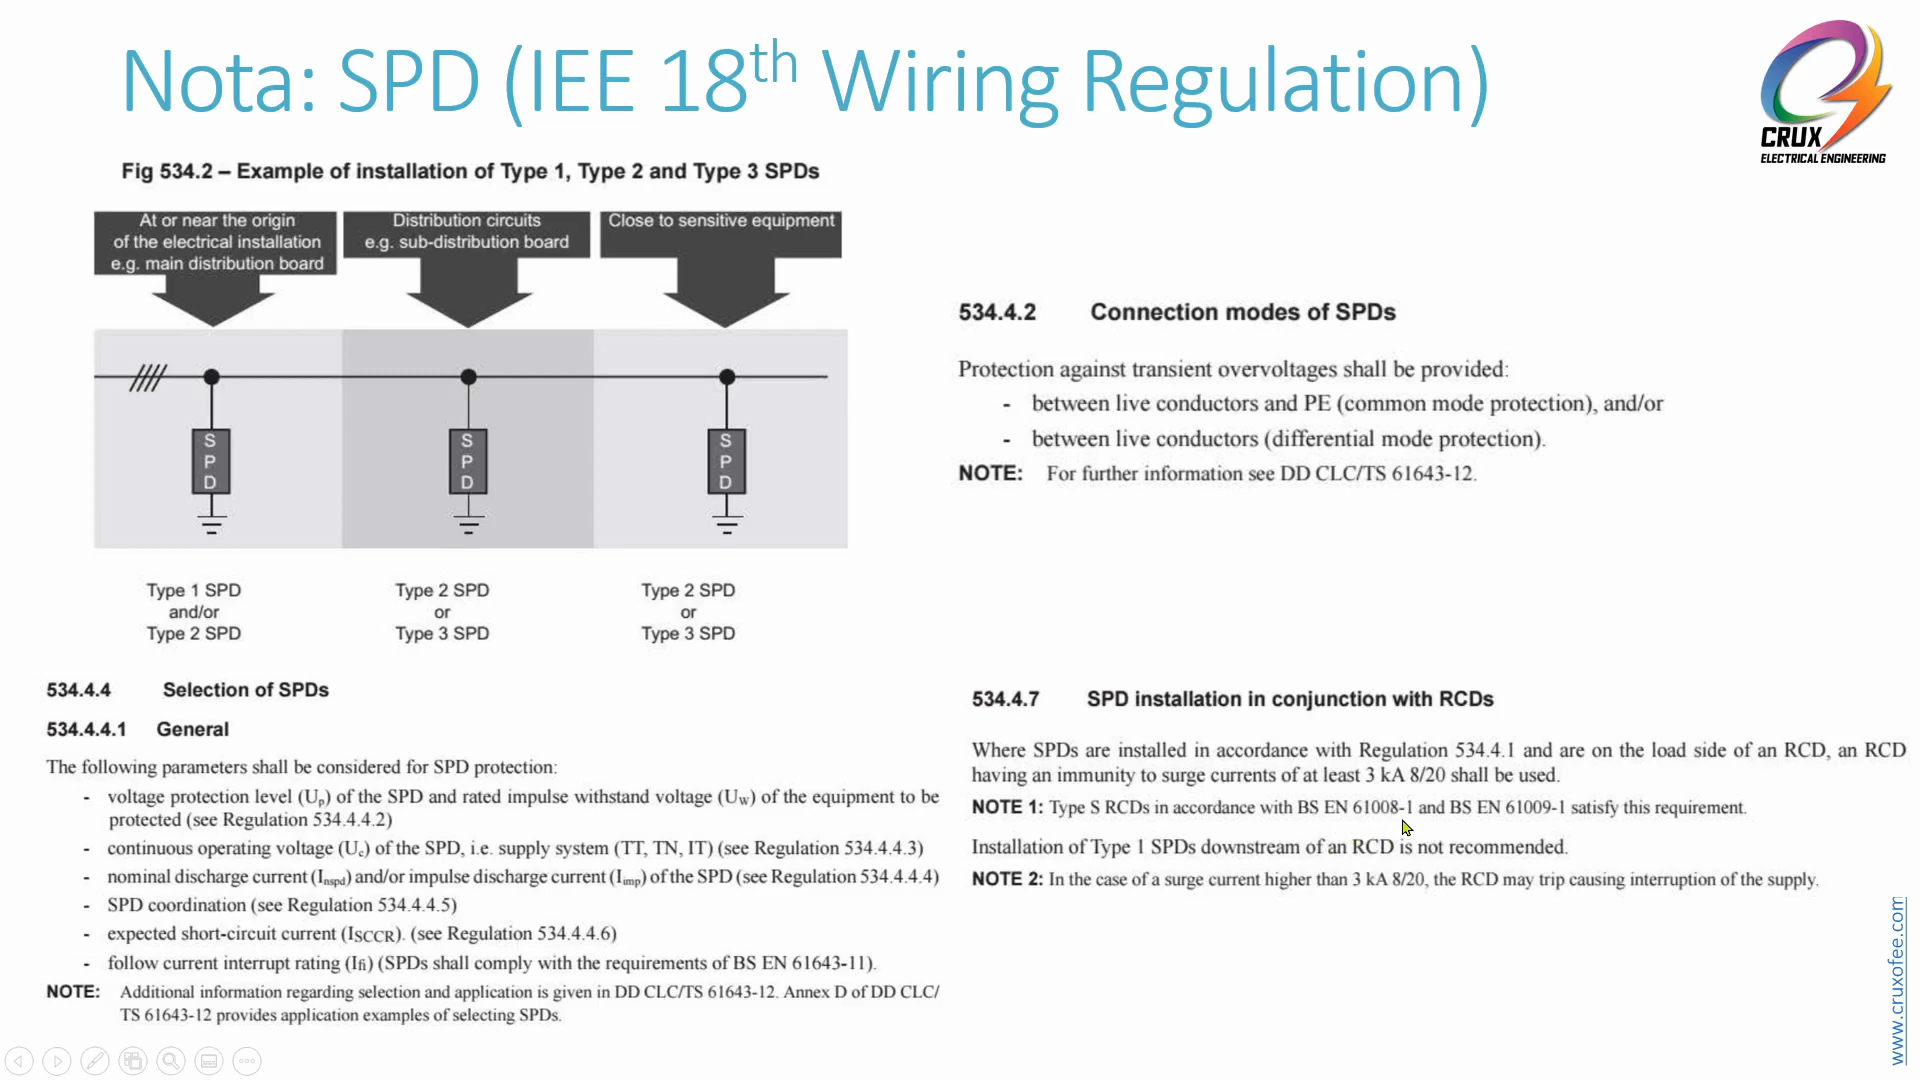 Nota: SPD (IEE 18th Wiring Regulation)
CRUX
ELECTRICAL ENGINEERING
Fig 534.2 – Example of installation of Type 1, Type 2 and Type 3 SPDs
At or near the origin
of the electrical installation
e.g. main distribution board
Distribution circuits
e.g. sub-distribution board
Close to sensitive equipment
S
P
D
S
P
D
S
P
D
Type 1 SPD
and/or
Type 2 SPD
Type 2 SPD
or
Type 3 SPD
Type 2 SPD
or
Type 3 SPD
534.4.4 Selection of SPDs
534.4.4.1 General
The following parameters shall be considered for SPD protection:
- voltage protection level (Up) of the SPD and rated impulse withstand voltage (Uw) of the equipment to be
protected (see Regulation 534.4.4.2)
- continuous operating voltage (Uc) of the SPD, i.e. supply system (TT, TN, IT) (see Regulation 534.4.4.3)
- nominal discharge current (Inspd) and/or impulse discharge current (Iimp) of the SPD (see Regulation 534.4.4.4)
- SPD coordination (see Regulation 534.4.4.5)
- expected short-circuit current (ISCCR). (see Regulation 534.4.4.6)
- follow current interrupt rating (Ifi) (SPDs shall comply with the requirements of BS EN 61643-11).
NOTE: Additional information regarding selection and application is given in DD CLC/TS 61643-12. Annex D of DD CLC/
TS 61643-12 provides application examples of selecting SPDs.
534.4.2 Connection modes of SPDs
Protection against transient overvoltages shall be provided:
- between live conductors and PE (common mode protection), and/or
- between live conductors (differential mode protection).
NOTE: For further information see DD CLC/TS 61643-12.
534.4.7 SPD installation in conjunction with RCDs
Where SPDs are installed in accordance with Regulation 534.4.1 and are on the load side of an RCD, an RCD
having an immunity to surge currents of at least 3 kA 8/20 shall be used.
NOTE 1: Type S RCDs in accordance with BS EN 61008-1 and BS EN 61009-1 satisfy this requirement.
Installation of Type 1 SPDs downstream of an RCD is not recommended.
NOTE 2: In the case of a surge current higher than 3 kA 8/20, the RCD may trip causing interruption of the supply.
www.cruxofee.com